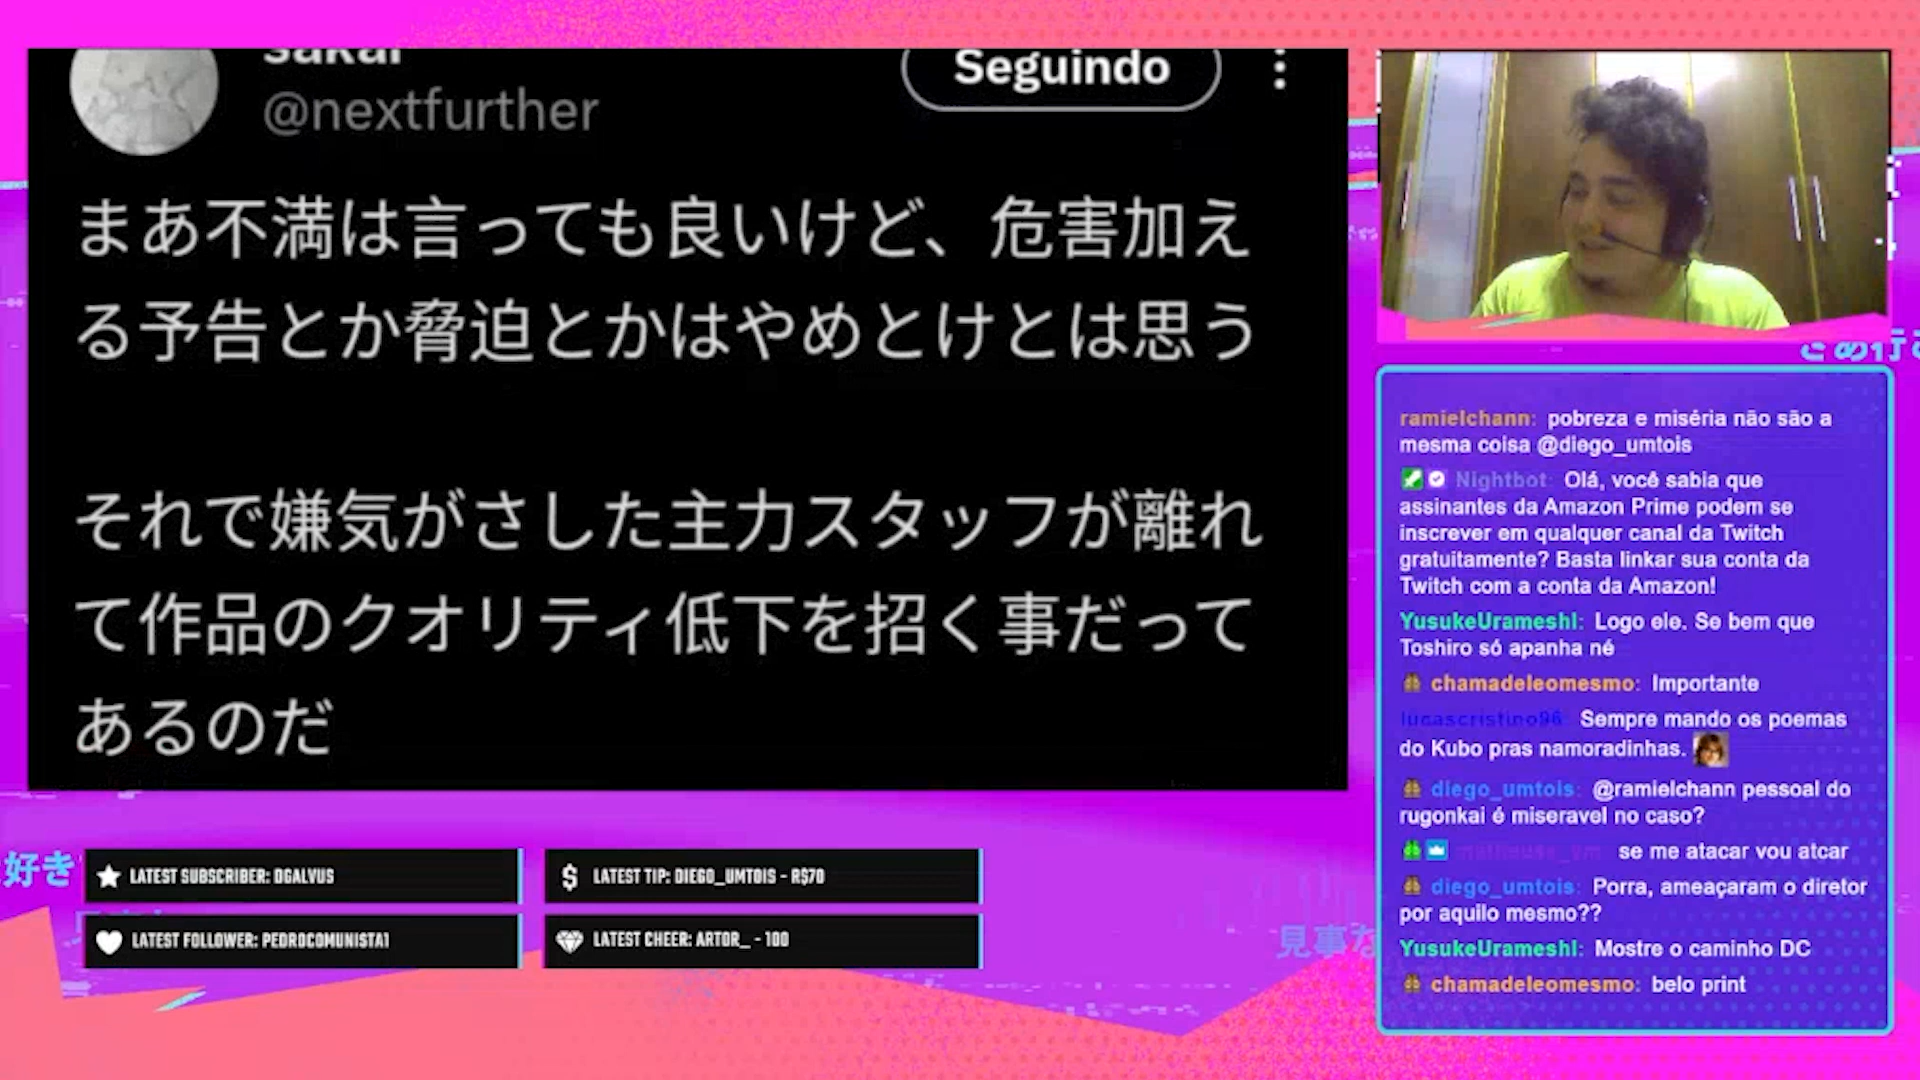 sakai
@nextfurther
Seguindo
まあ不満は言っても良いけど、危害加え
る予告とか脅迫とかはやめとけとは思う
それで嫌気がさした主力スタッフが離れ
て作品のクオリティ低下を招く事だって
あるのだ
ramielchann: pobreza e miséria não são a
mesma coisa @diego_umtois
Nightbot: Olá, você sabia que
assinantes da Amazon Prime podem se
inscrever em qualquer canal da Twitch
gratuitamente? Basta linkar sua conta da
Twitch com a conta da Amazon!
YusukeUrameshI: Logo ele. Se bem que
Toshiro só apanha né
chamadeleomesmo: Importante
lucascristino96: Sempre mando os poemas
do Kubo pras namoradinhas.
diego_umtois: @ramielchann pessoal do
rugonkai é miseravel no caso?
se me atacar vou atcar
diego_umtois: Porra, ameaçaram o diretor
por aquilo mesmo??
YusukeUrameshI: Mostre o caminho DC
chamadeleomesmo: belo print
好き
LATEST SUBSCRIBER: OGALVUS
LATEST TIP: DIEGO_UMTOIS - R$70
LATEST FOLLOWER: PEDROCOMUNISTA1
LATEST CHEER: ARTOR_ - 100
見事な